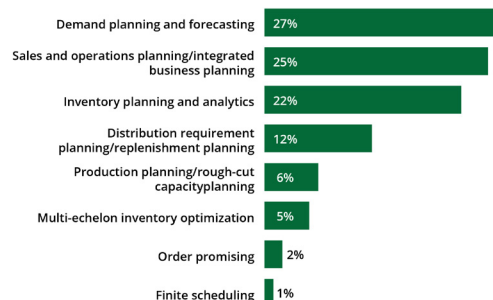 Demand planning and forecasting 27%
Sales and operations planning/integrated
business planning 25%
Inventory planning and analytics 22%
Distribution requirement
planning/replenishment planning 12%
Production planning/rough-cut
capacityplanning 6%
Multi-echelon inventory optimization 5%
Order promising 2%
Finite scheduling 1%